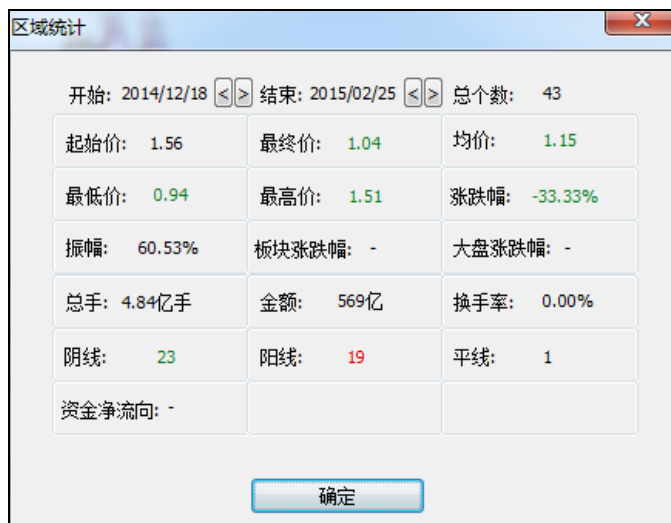 区域统计
开始: 2014/12/18 < > 结束: 2015/02/25 < > 总个数: 43
起始价: 1.56 最终价: 1.04 均价: 1.15
最低价: 0.94 最高价: 1.51 涨跌幅: -33.33%
振幅: 60.53% 板块涨跌幅: - 大盘涨跌幅: -
总手: 4.84亿手 金额: 569亿 换手率: 0.00%
阴线: 23 阳线: 19 平线: 1
资金净流向: -
确定